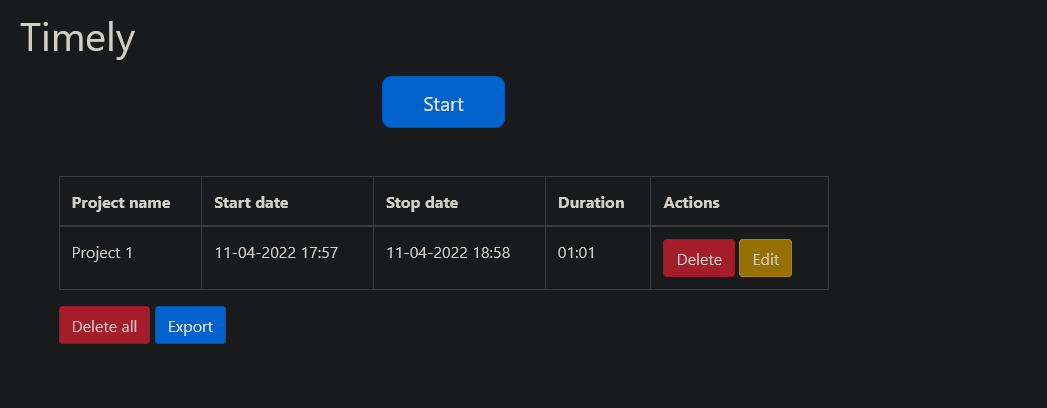 Timely
Start
Project name Start date Stop date Duration Actions
Project 1 11-04-2022 17:57 11-04-2022 18:58 01:01 Delete Edit
Delete all Export